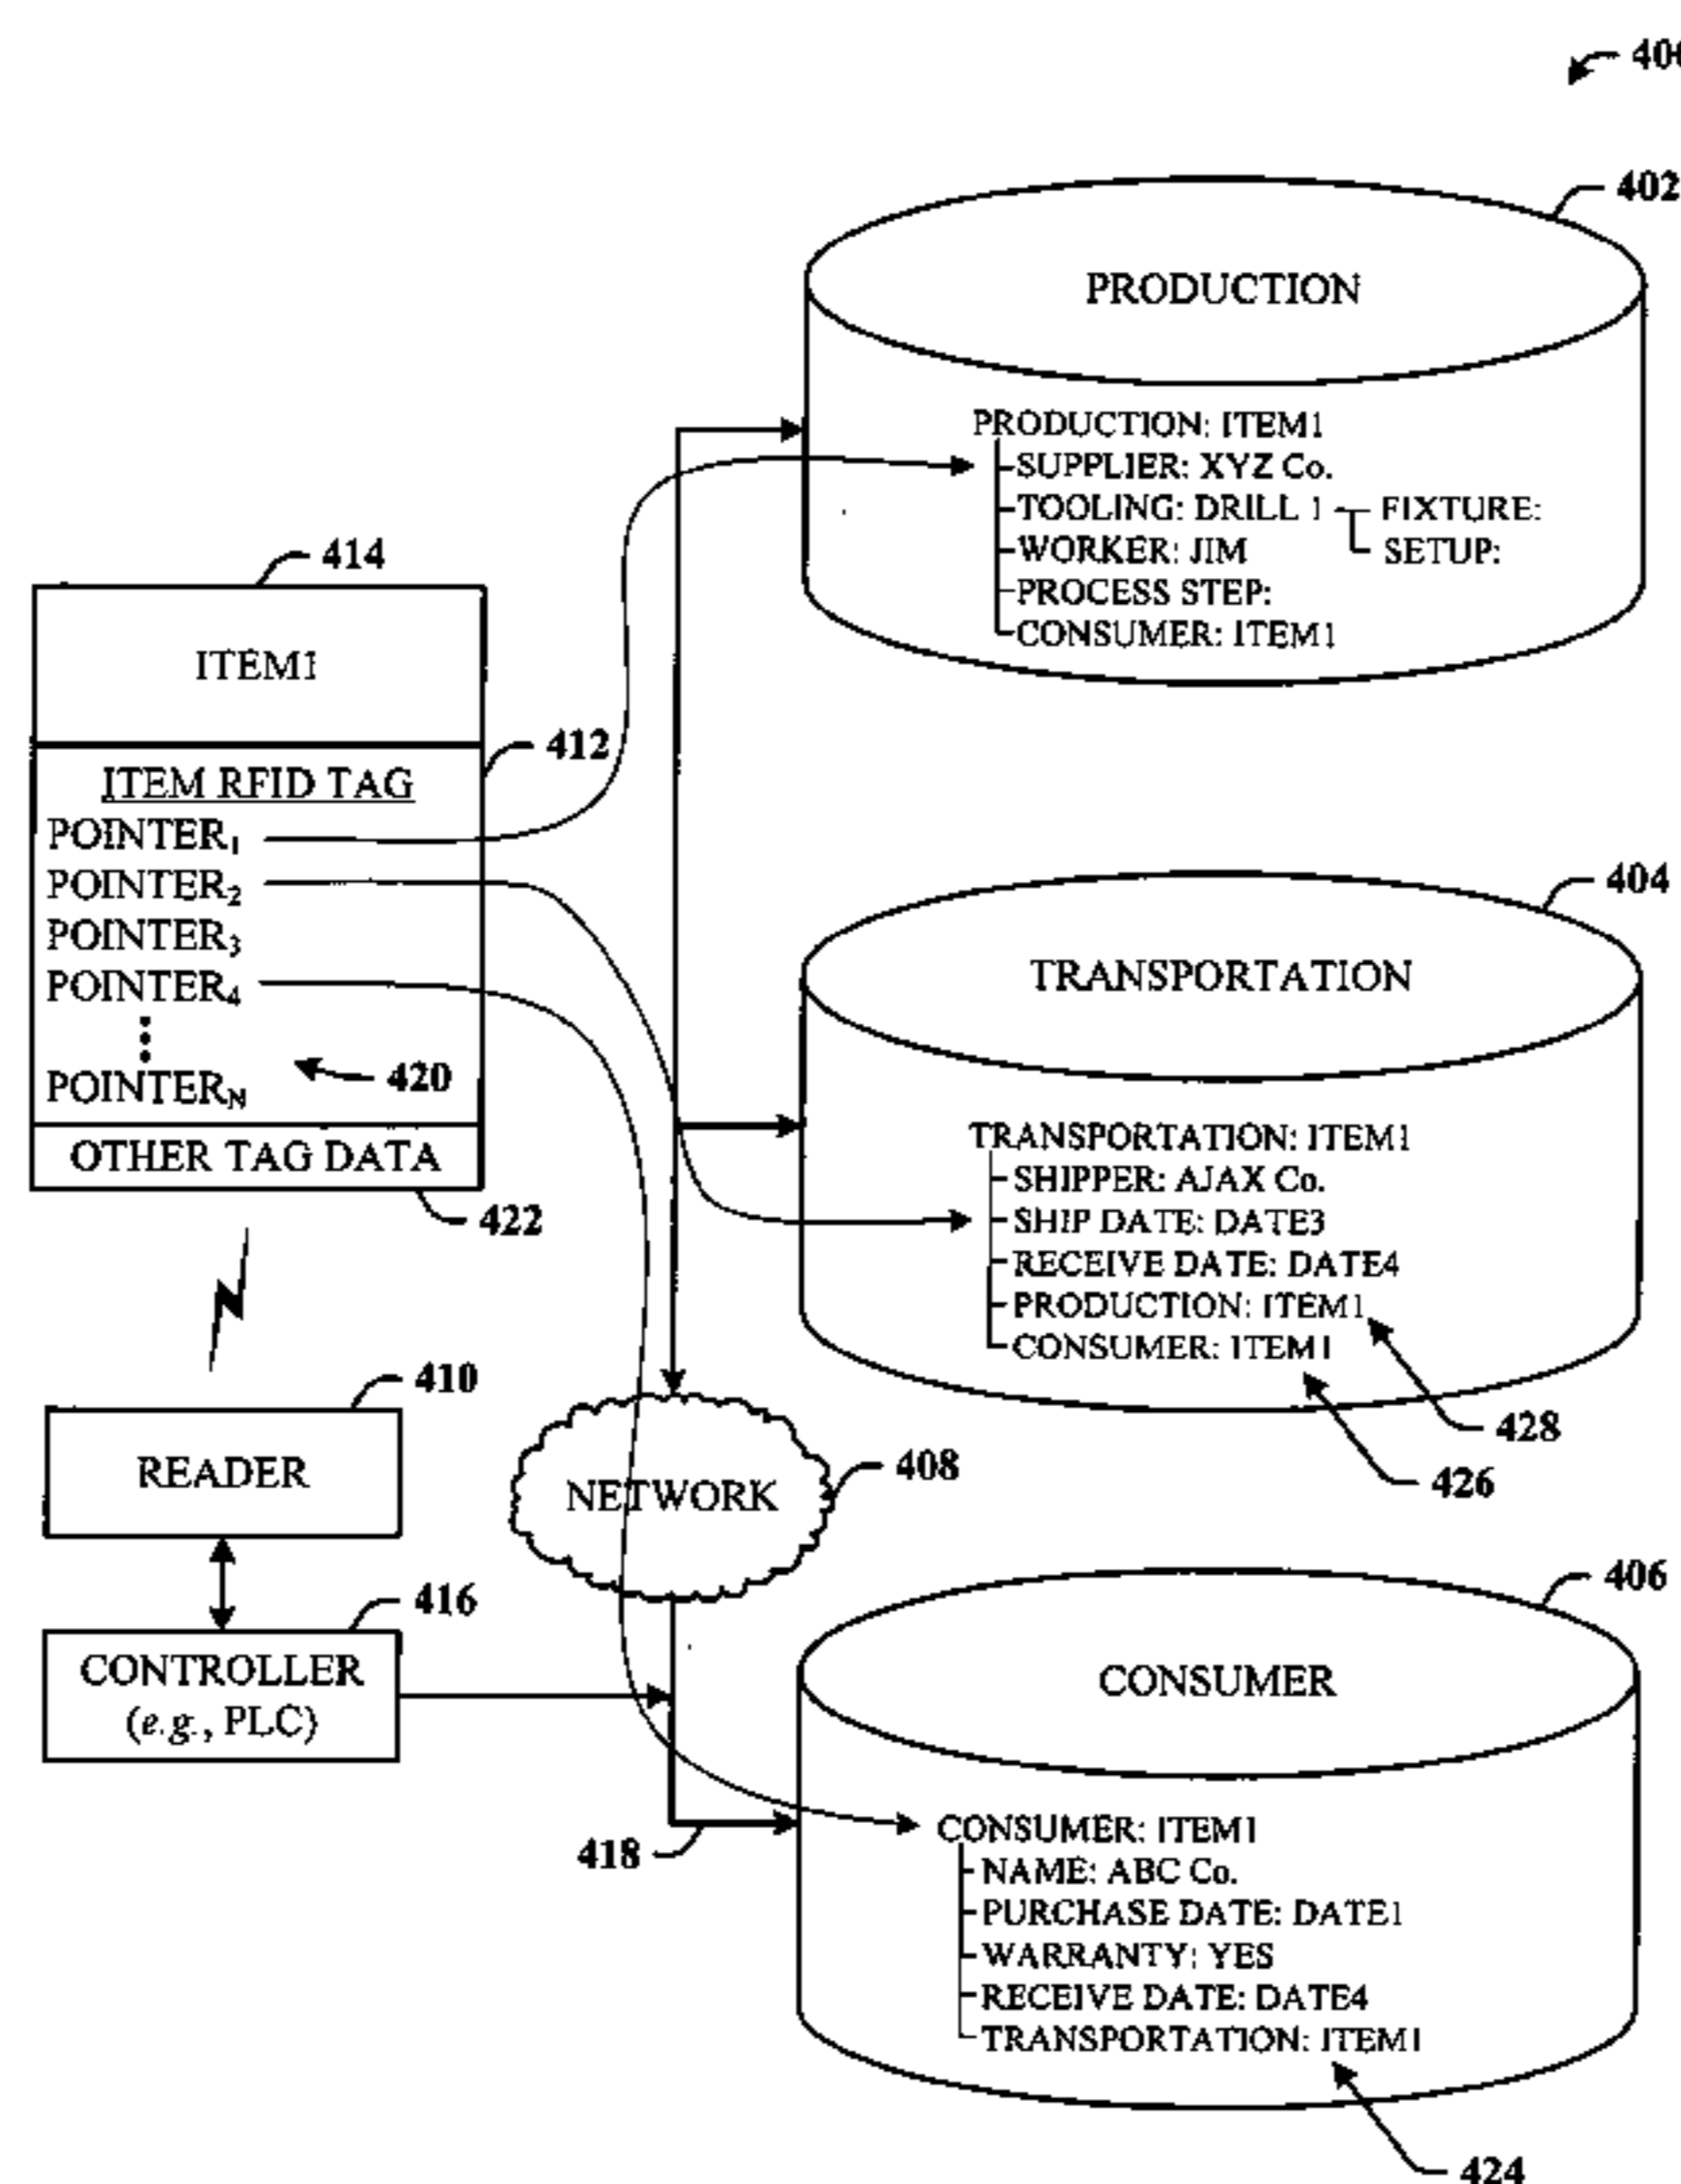 400
402
PRODUCTION
PRODUCTION: ITEM1
SUPPLIER: XYZ Co.
TOOLING: DRILL 1
FIXTURE:
SETUP:
WORKER: JIM
PROCESS STEP:
CONSUMER: ITEM1
414
ITEM1
412
ITEM RFID TAG
POINTER₁
POINTER₂
POINTER₃
POINTER₄
POINTER_N
420
OTHER TAG DATA
422
404
TRANSPORTATION
TRANSPORTATION: ITEM1
SHIPPER: AJAX Co.
SHIP DATE: DATE3
RECEIVE DATE: DATE4
PRODUCTION: ITEM1
CONSUMER: ITEM1
428
426
410
READER
NETWORK
408
416
CONTROLLER
(e.g., PLC)
418
406
CONSUMER
CONSUMER: ITEM1
NAME: ABC Co.
PURCHASE DATE: DATE1
WARRANTY: YES
RECEIVE DATE: DATE4
TRANSPORTATION: ITEM1
424